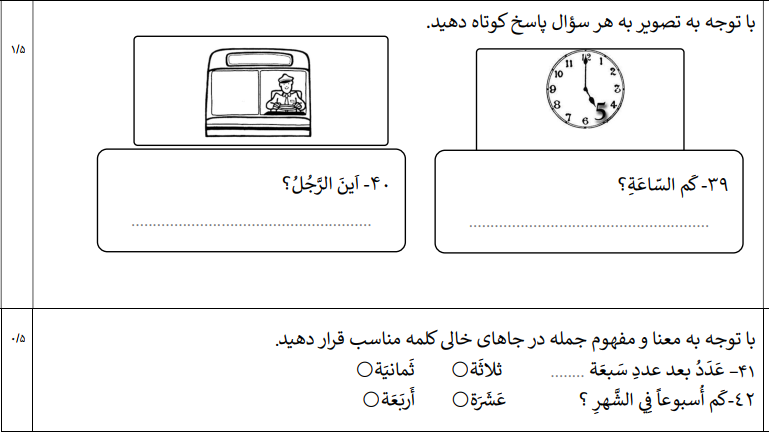 با توجه به تصویر به هر سؤال پاسخ کوتاه دهید.
۱/۵
12
1
2
3
4
5
6
7
8
9
10
11
۳۹- کَم السّاعَةِ؟
.......................................................
۴۰- اَینَ الرَّجُلُ؟
.......................................................
با توجه به معنا و مفهوم جمله در جاهای خالی کلمه مناسب قرار دهید.
۰/۵
۴۱- عَدَدُ بعد عددِ سَبعَة ........ ثلاثَة○ ثَمانیَة○
۴۲-کَم أُسبوعاً فِي الشَّهرِ ؟ عَشَرَة○ أَربَعَة○